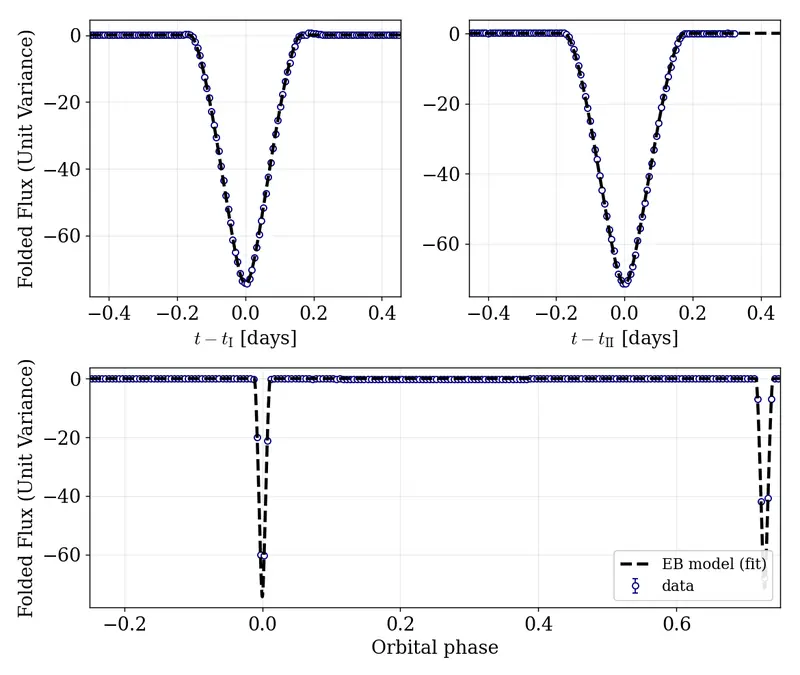 Folded Flux (Unit Variance)
0
−20
−40
−60
−0.4 −0.2 0.0 0.2 0.4
t − t_I [days]
0
−20
−40
−60
−0.4 −0.2 0.0 0.2 0.4
t − t_II [days]
Folded Flux (Unit Variance)
0
−20
−40
−60
−0.2 0.0 0.2 0.4 0.6
Orbital phase
EB model (fit)
data